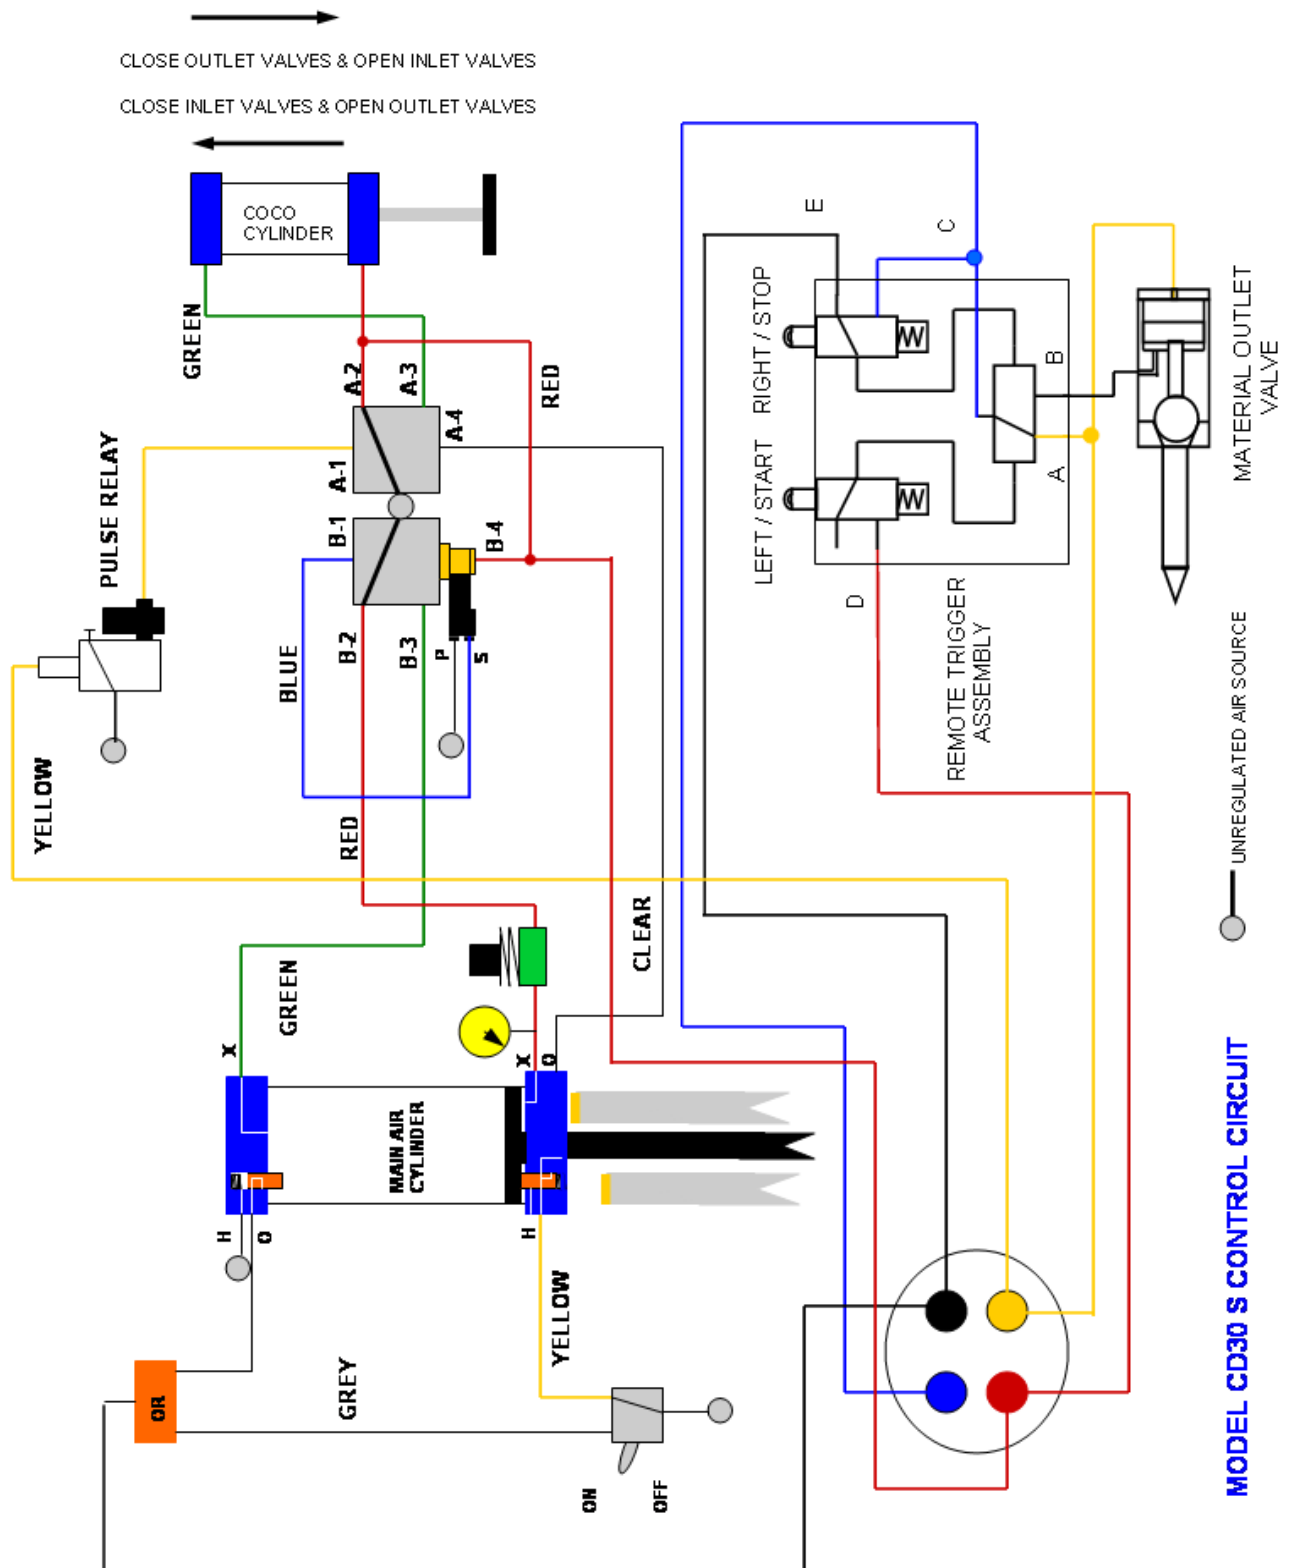 CLOSE OUTLET VALVES & OPEN INLET VALVES
CLOSE INLET VALVES & OPEN OUTLET VALVES
COCO
CYLINDER
GREEN
A-2
A-3
RED
A-1
A-4
PULSE RELAY
B-1
B-4
BLUE
B-2
B-3
P
S
YELLOW
RED
CLEAR
GREEN
X
X
O
MAIN AIR
CYLINDER
H
O
H
YELLOW
GREY
OR
ON
OFF
E
C
RIGHT / STOP
LEFT / START
B
A
D
REMOTE TRIGGER
ASSEMBLY
MATERIAL OUTLET
VALVE
UNREGULATED AIR SOURCE
MODEL CD30 S CONTROL CIRCUIT